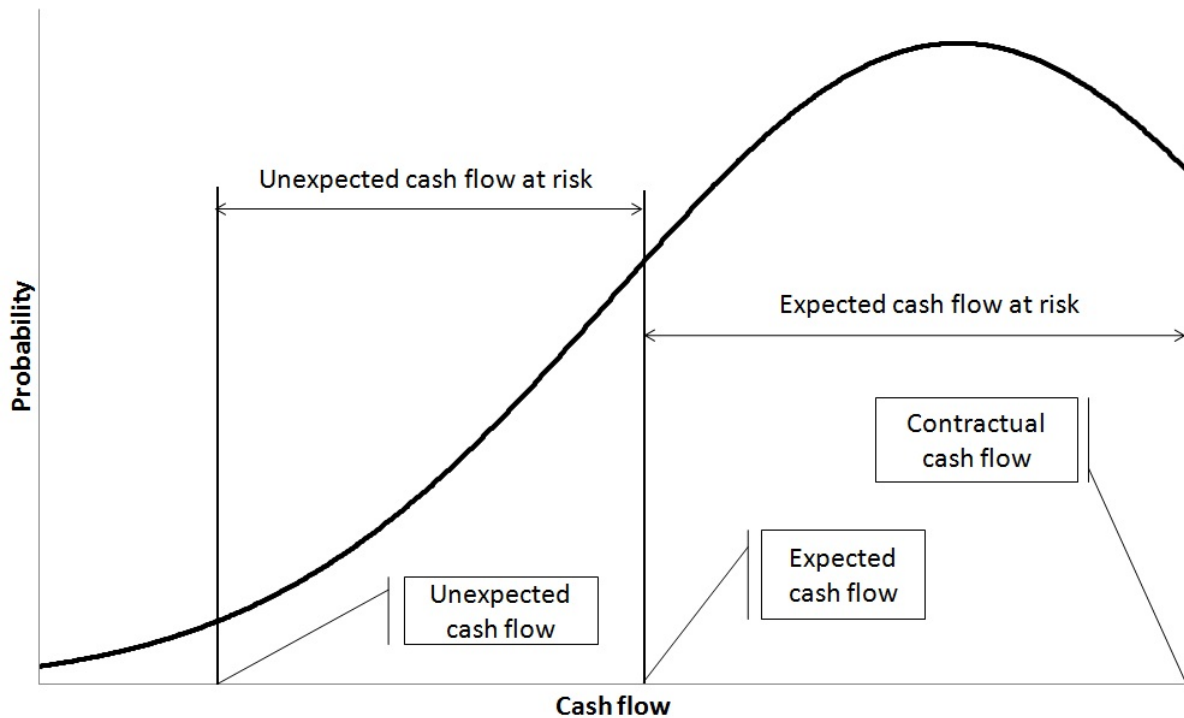 Unexpected cash flow at risk
Expected cash flow at risk
Probability
Contractual
cash flow
Expected
cash flow
Unexpected
cash flow
Cash flow